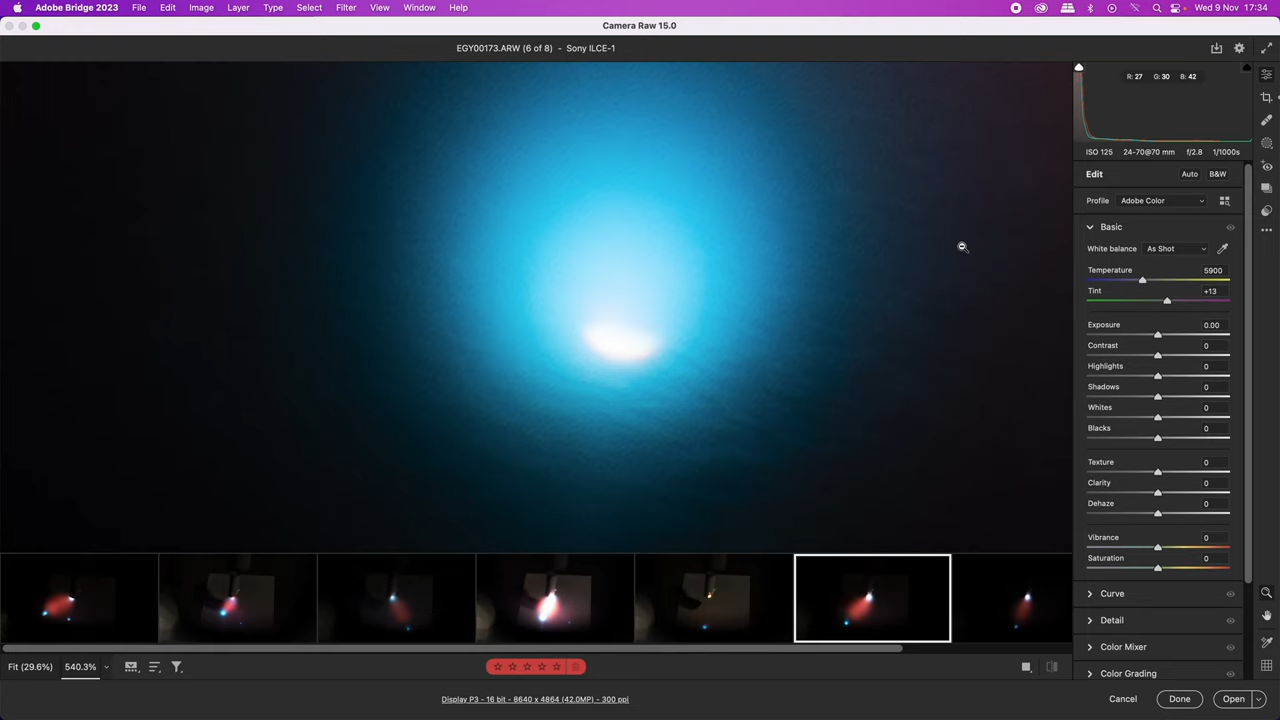 Adobe Bridge 2023 File Edit Image Layer Type Select Filter View Window Help Wed 9 Nov 17:34
Camera Raw 15.0
EGY00173.ARW (6 of 8) - Sony ILCE-1
R: 27 G: 30 B: 42
ISO 125 24-70@70 mm f/2.8 1/1000s
Edit Auto B&W
Profile Adobe Color
Basic
White balance As Shot
Temperature 5900
Tint +13
Exposure 0.00
Contrast 0
Highlights 0
Shadows 0
Whites 0
Blacks 0
Texture 0
Clarity 0
Dehaze 0
Vibrance 0
Saturation 0
Curve
Detail
Color Mixer
Color Grading
Fit (29.6%) 540.3%
Display P3 - 16 bit - 8640 x 4864 (42.0MP) - 300 ppi
Cancel Done Open